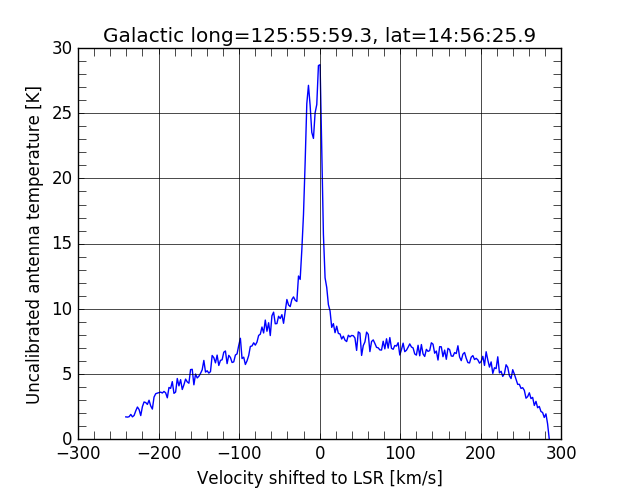 Galactic long=125:55:59.3, lat=14:56:25.9
Uncalibrated antenna temperature [K]
30
25
20
15
10
5
0
−300 −200 −100 0 100 200 300
Velocity shifted to LSR [km/s]